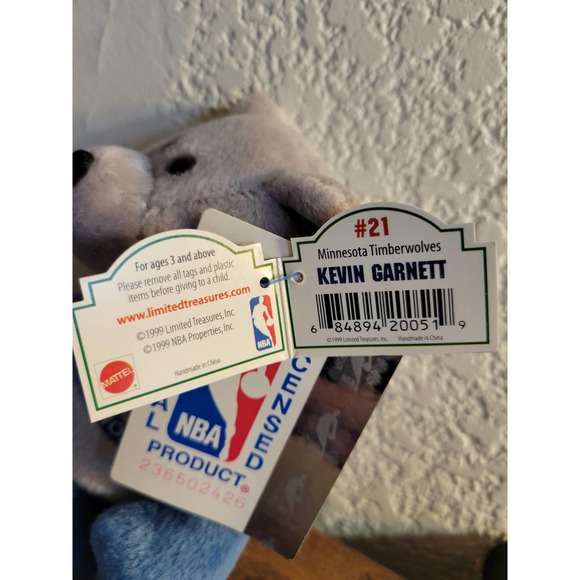 For ages 3 and above
Please remove all tags and plastic
items before giving to a child.
www.limitedtreasures.com
©1999 Limited Treasures, Inc.
©1999 NBA Properties, Inc.
Handmade in China
MATTEL
NBA
#21
Minnesota Timberwolves
KEVIN GARNETT
6 84894 20051 9
©1999 Limited Treasures, Inc. Handmade in China
NBA
AL
PRODUCT®
CENSED
236502426